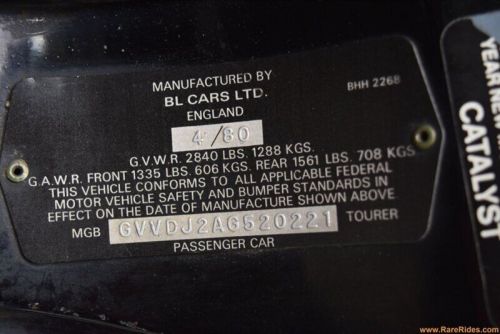 MANUFACTURED BY
BL CARS LTD.
BHH 2268
ENGLAND
4/80
G.V.W.R. 2840 LBS. 1288 KGS.
G.A.W.R. FRONT 1335 LBS. 606 KGS. REAR 1561 LBS. 708 KGS
THIS VEHICLE CONFORMS TO ALL APPLICABLE FEDERAL
MOTOR VEHICLE SAFETY AND BUMPER STANDARDS IN
EFFECT ON THE DATE OF MANUFACTURE SHOWN ABOVE
MGB GVVDJ2AG520221 TOURER
PASSENGER CAR
CATALYST
www.RareRides.com